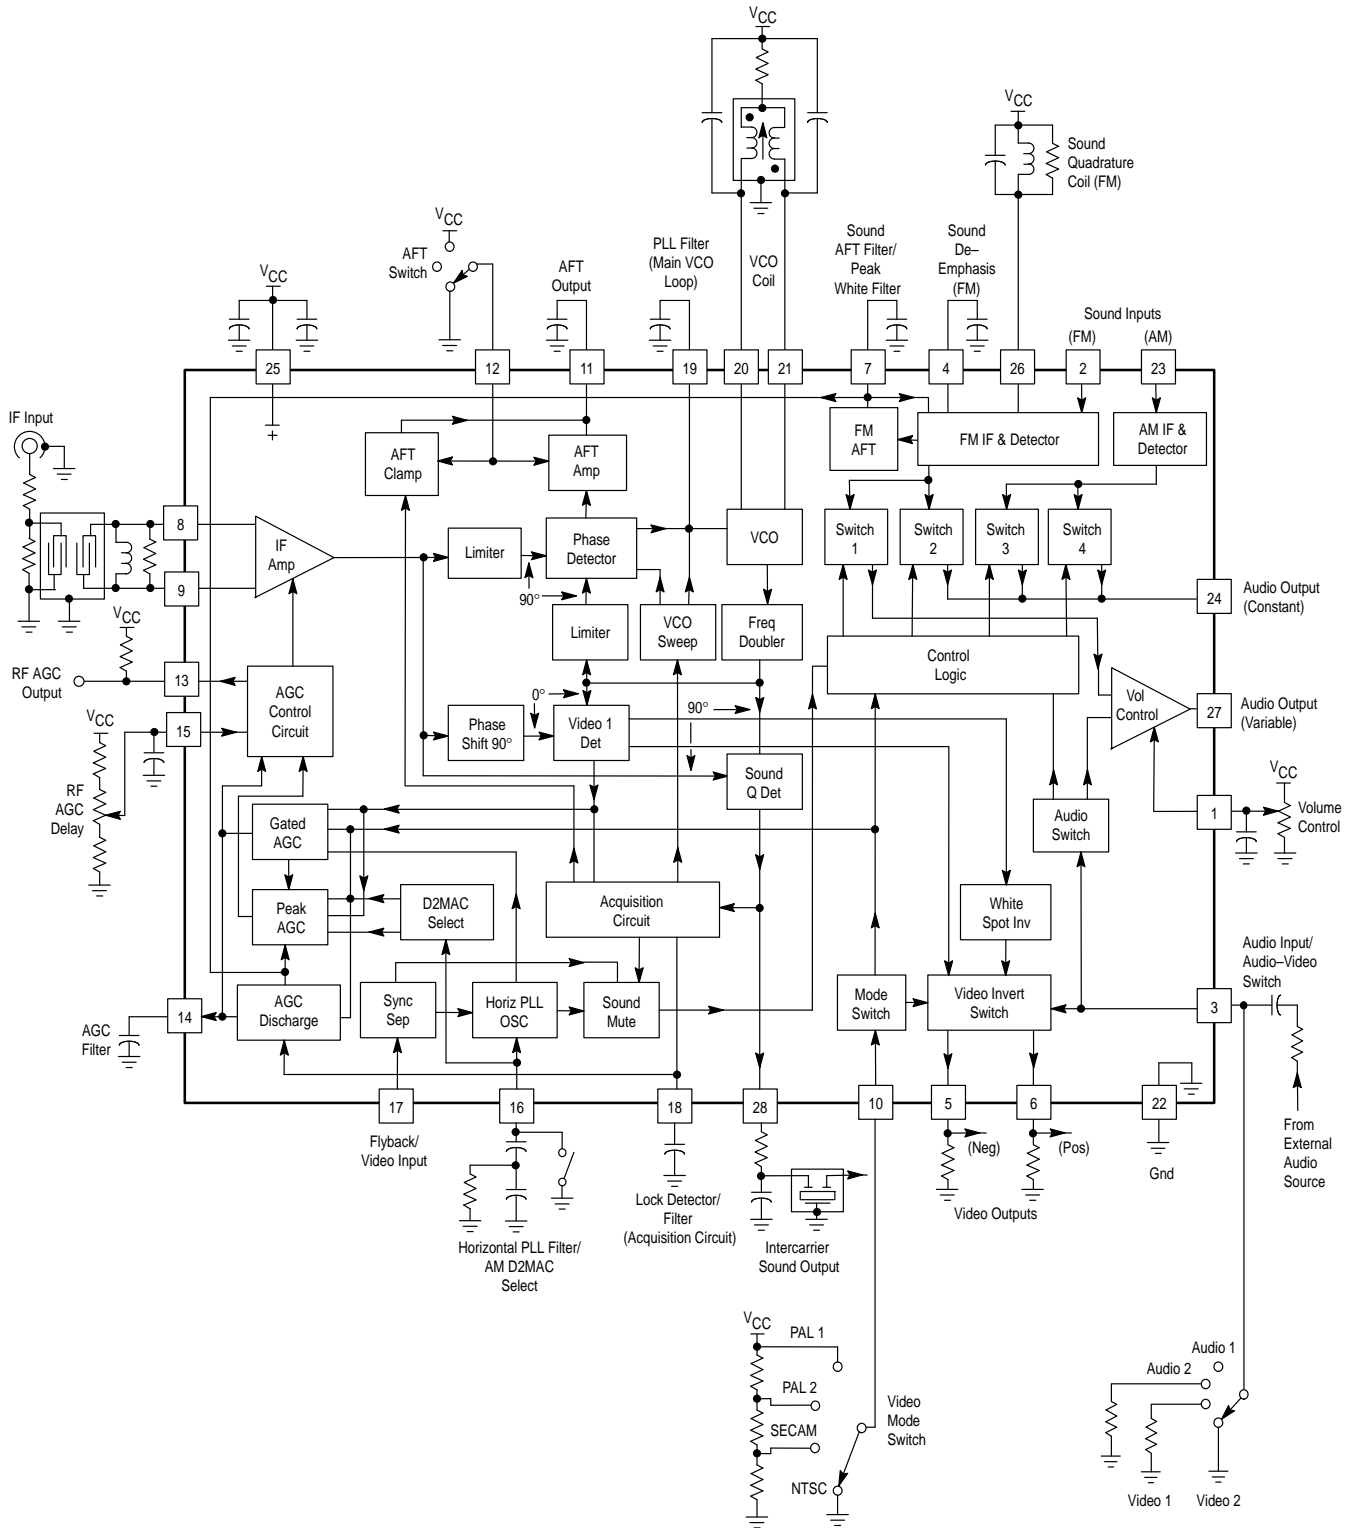 VCC
VCC
Sound
Quadrature
Coil (FM)
VCC
AFT
Switch
VCC
AFT
Output
PLL Filter
(Main VCO
Loop)
VCO
Coil
Sound
AFT Filter/
Peak
White Filter
Sound
De–
Emphasis
(FM)
Sound Inputs
(FM)
(AM)
25
12
11
19
20
21
7
4
26
2
23
+
IF Input
AFT
Clamp
AFT
Amp
FM
AFT
FM IF & Detector
AM IF &
Detector
8
9
IF
Amp
Limiter
Phase
Detector
VCO
Switch
1
Switch
2
Switch
3
Switch
4
90°
24
Audio Output
(Constant)
Limiter
VCO
Sweep
Freq
Doubler
VCC
RF AGC
Output
13
AGC
Control
Circuit
Control
Logic
Vol
Control
27
Audio Output
(Variable)
VCC
15
Phase
Shift 90°
0°
Video 1
Det
90°
Sound
Q Det
RF
AGC
Delay
VCC
1
Volume
Control
Gated
AGC
Audio
Switch
Peak
AGC
D2MAC
Select
Acquisition
Circuit
White
Spot Inv
Audio Input/
Audio–Video
Switch
14
AGC
Filter
AGC
Discharge
Sync
Sep
Horiz PLL
OSC
Sound
Mute
Mode
Switch
Video Invert
Switch
3
17
16
18
28
10
5
6
22
Flyback/
Video Input
(Neg)
(Pos)
Gnd
From
External
Audio
Source
Lock Detector/
Filter
(Acquisition Circuit)
Video Outputs
Horizontal PLL Filter/
AM D2MAC
Select
Intercarrier
Sound Output
VCC
PAL 1
PAL 2
SECAM
NTSC
Video
Mode
Switch
Audio 1
Audio 2
Video 1
Video 2